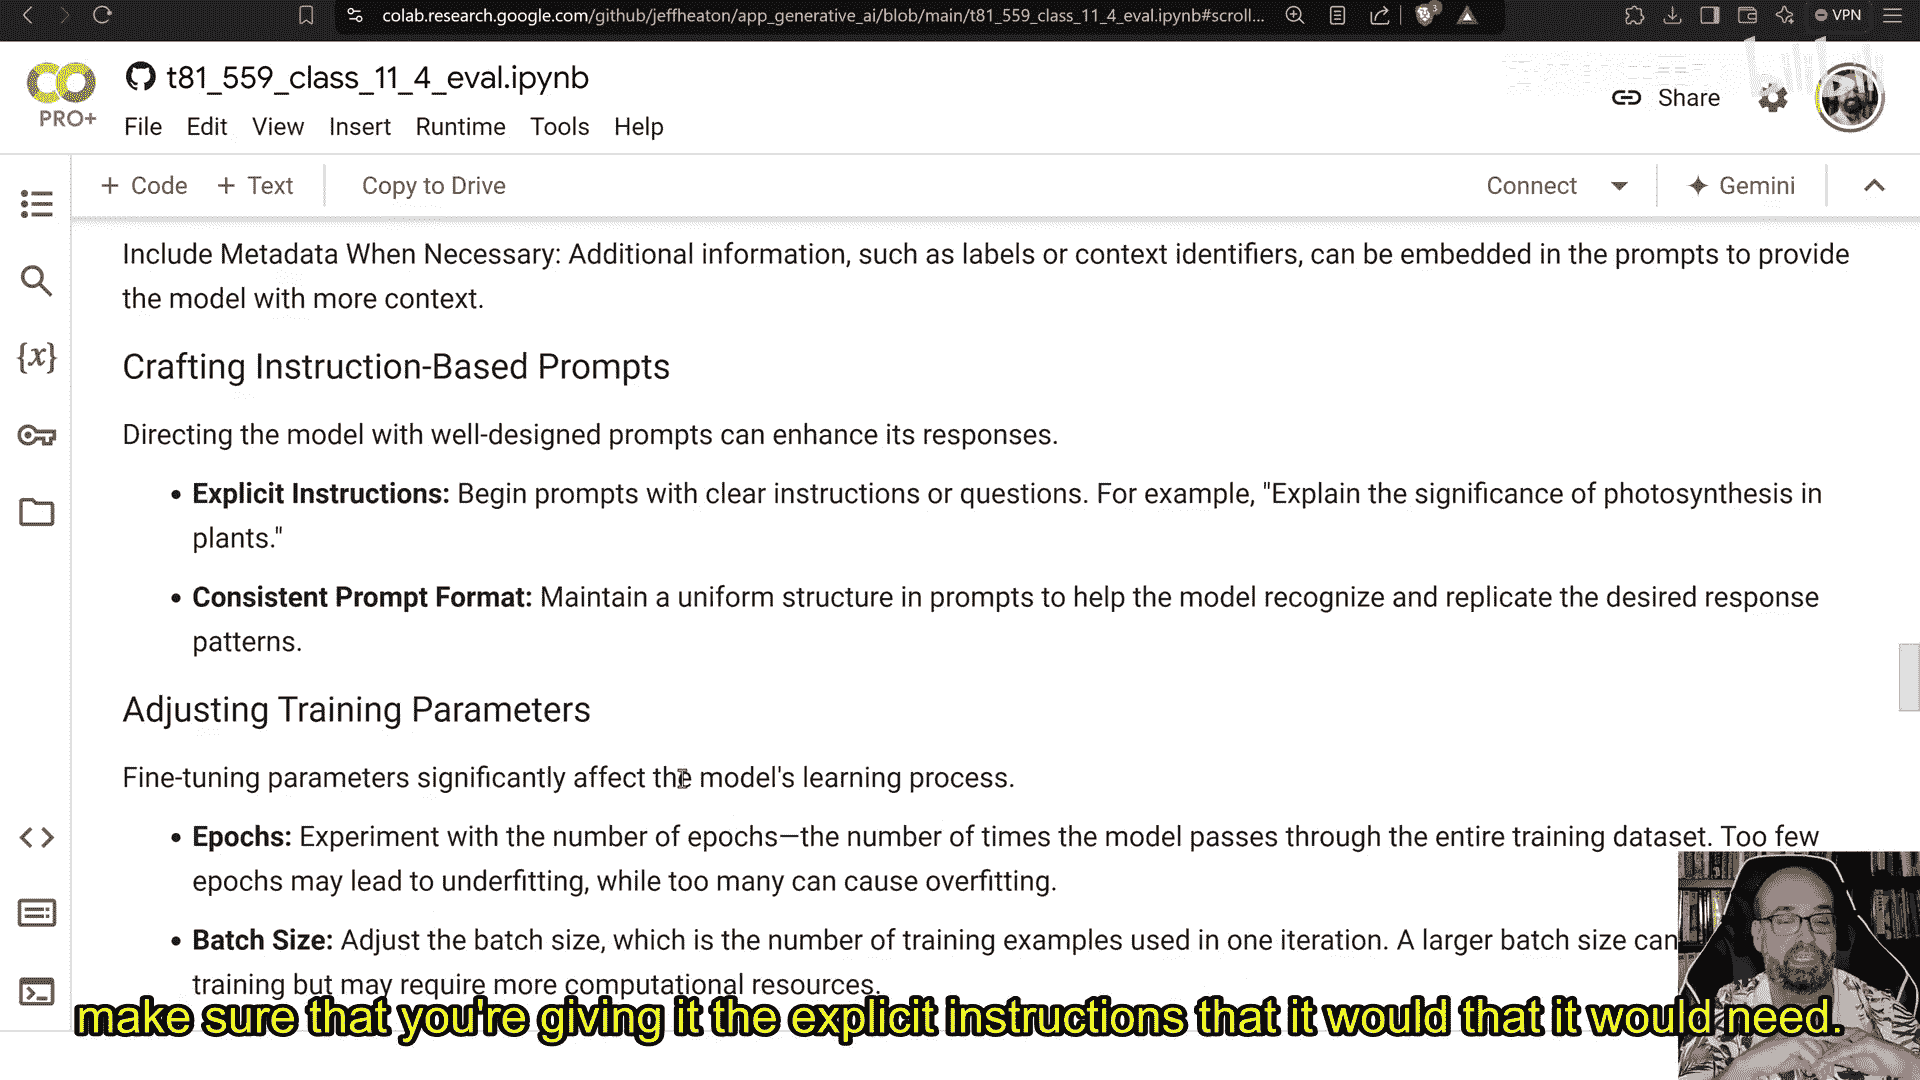 colab.research.google.com/github/jeffheaton/app_generative_ai/blob/main/t81_559_class_11_4_eval.ipynb#scroll...
3
VPN
t81_559_class_11_4_eval.ipynb
PRO+
File Edit View Insert Runtime Tools Help
Share
+ Code + Text Copy to Drive
Connect Gemini
Include Metadata When Necessary: Additional information, such as labels or context identifiers, can be embedded in the prompts to provide
the model with more context.
Crafting Instruction-Based Prompts
Directing the model with well-designed prompts can enhance its responses.
• Explicit Instructions: Begin prompts with clear instructions or questions. For example, "Explain the significance of photosynthesis in
plants."
• Consistent Prompt Format: Maintain a uniform structure in prompts to help the model recognize and replicate the desired response
patterns.
Adjusting Training Parameters
Fine-tuning parameters significantly affect the model's learning process.
• Epochs: Experiment with the number of epochs—the number of times the model passes through the entire training dataset. Too few
epochs may lead to underfitting, while too many can cause overfitting.
• Batch Size: Adjust the batch size, which is the number of training examples used in one iteration. A larger batch size can
training but may require more computational resources.
make sure that you're giving it the explicit instructions that it would that it would need.